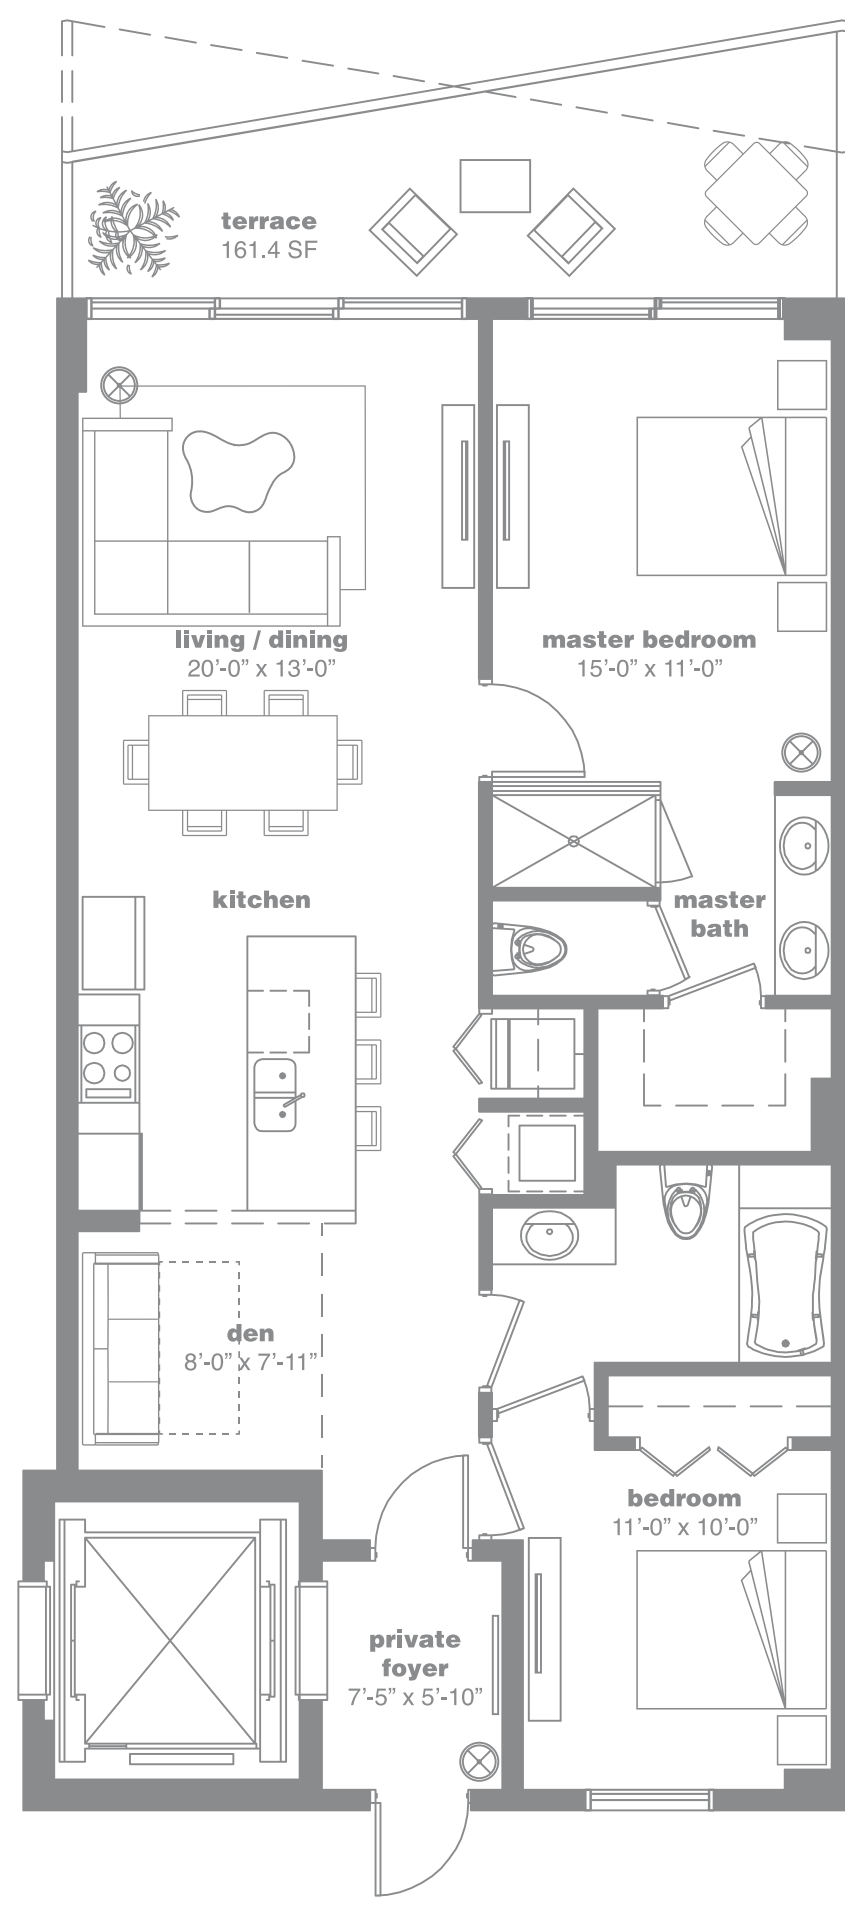 terrace
161.4 SF
living / dining
20’-0” x 13’-0”
master bedroom
15’-0” x 11’-0”
kitchen
master
bath
den
8’-0” x 7’-11”
bedroom
11’-0” x 10’-0”
private
foyer
7’-5” x 5’-10”